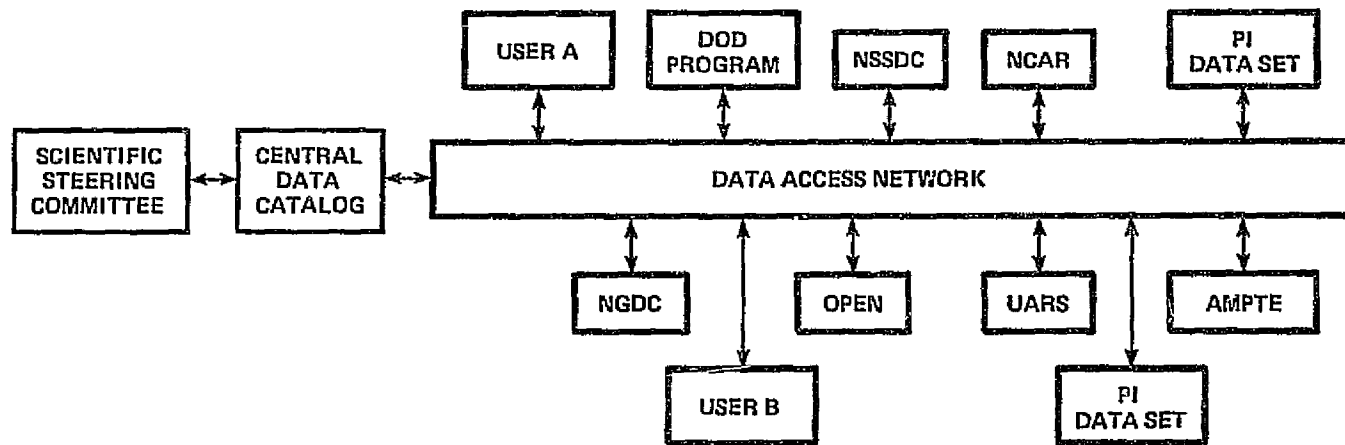 USER A
DOD
PROGRAM
NSSDC
NCAR
PI
DATA SET
SCIENTIFIC
STEERING
COMMITTEE
CENTRAL
DATA
CATALOG
DATA ACCESS NETWORK
NGDC
OPEN
UARS
AMPTE
USER B
PI
DATA SET